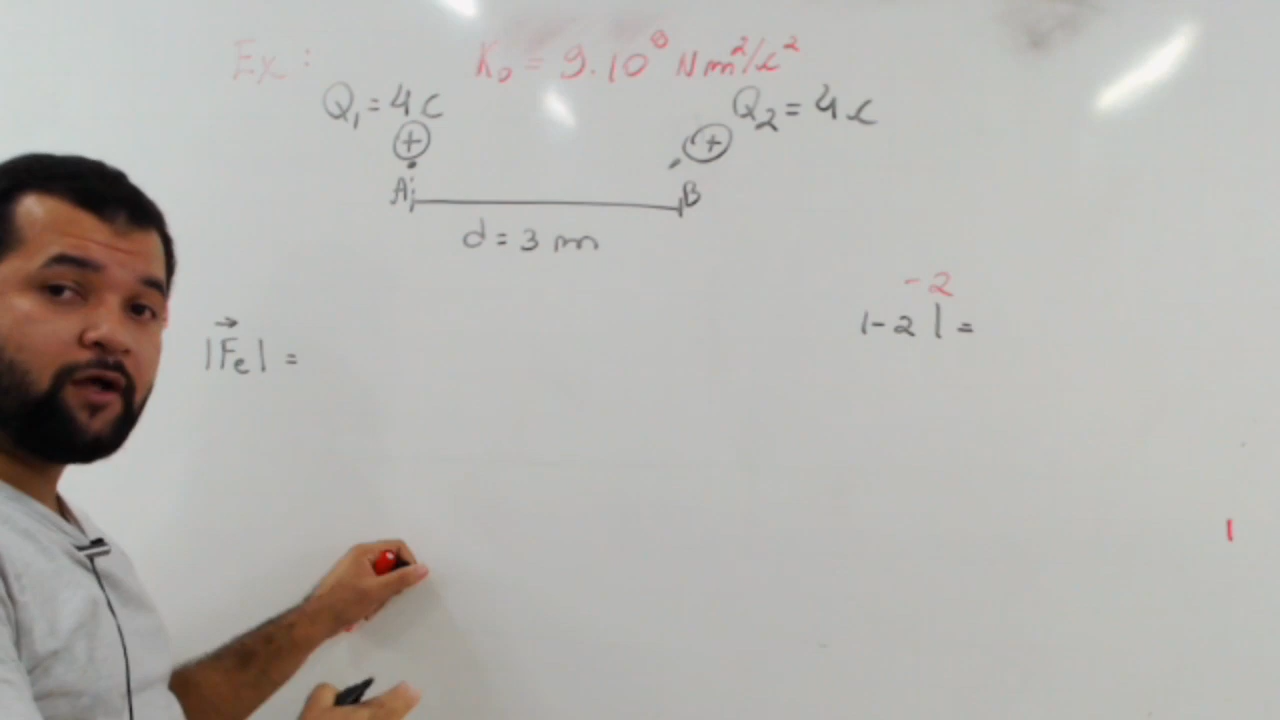 Ex: K₀ = 9.10⁹ Nm²/c²
Q₁ = 4 C Q₂ = 4 C
+ +
A B
d = 3 m
-2
|-2| =
|F⃗e| =